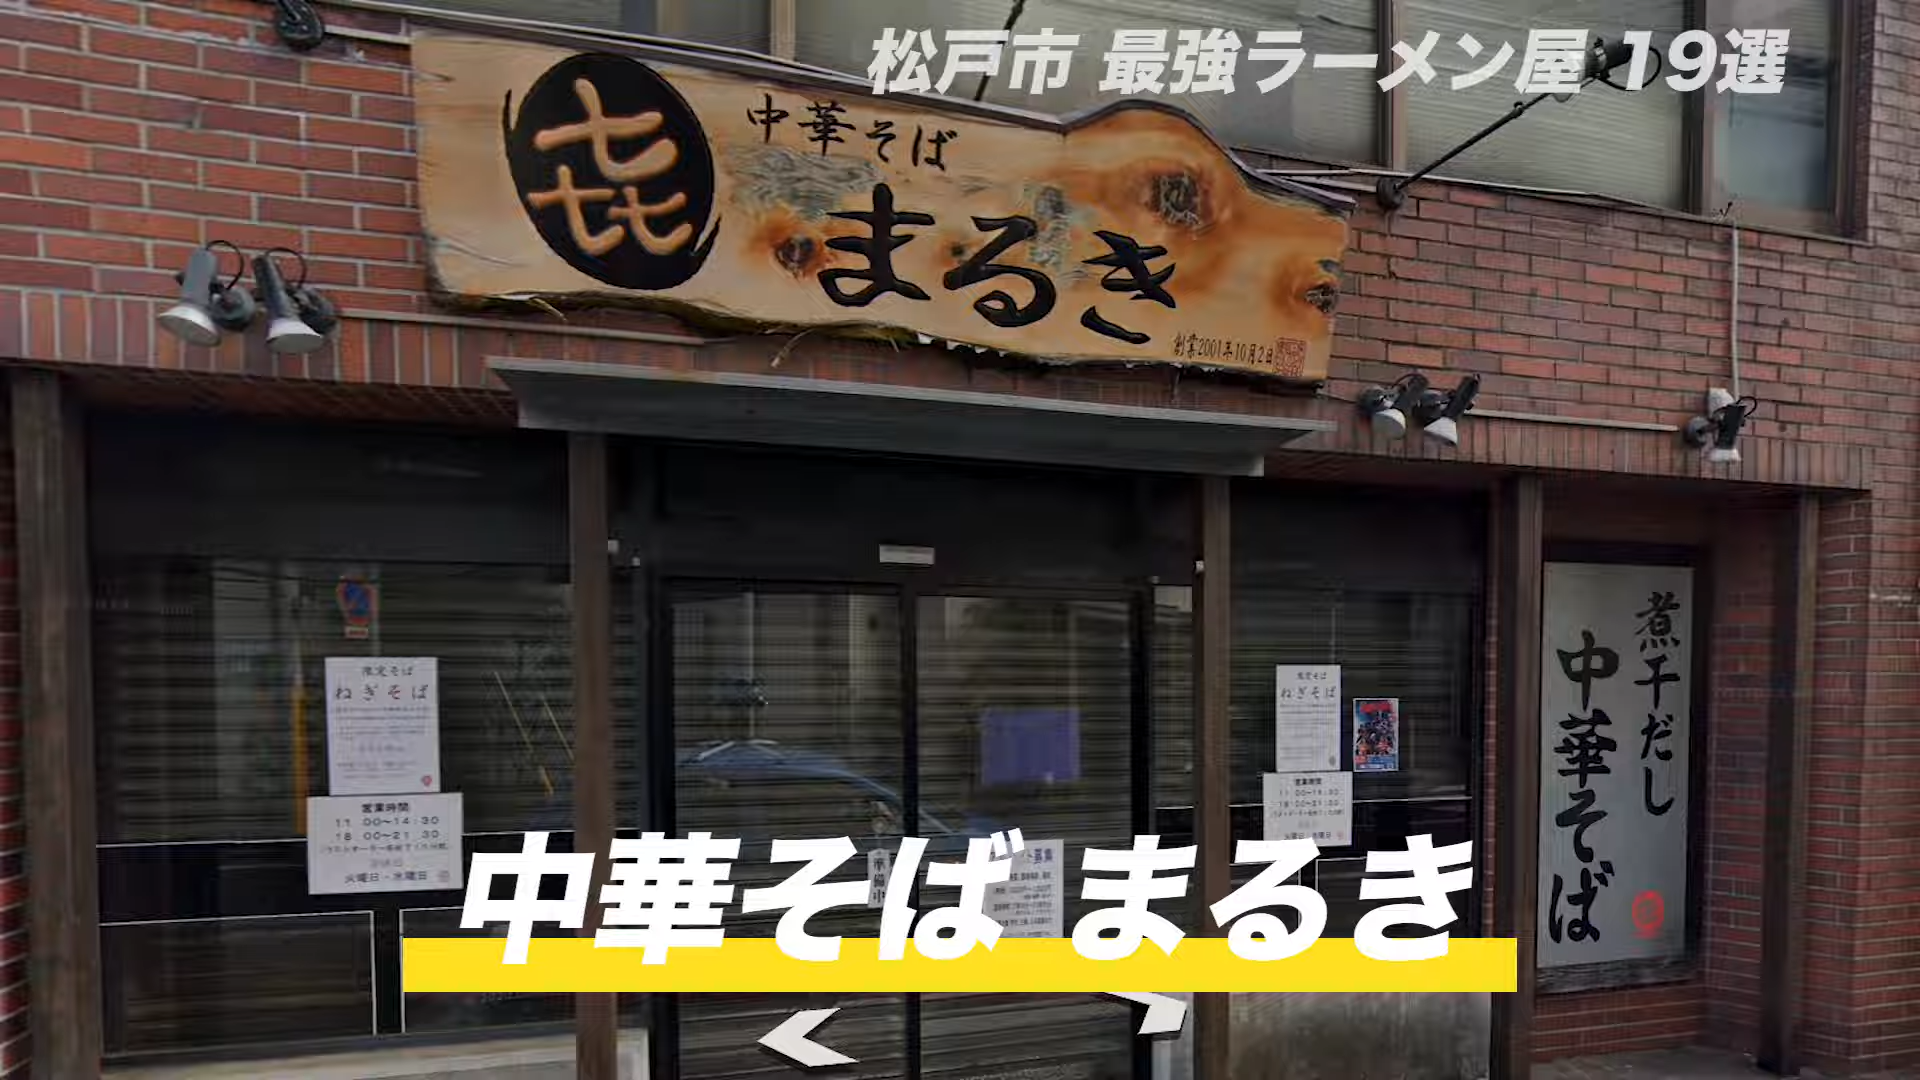 松戸市 最強ラーメン屋 19選
㐂
中華そば
まるき
創業2001年10月2日
煮干だし
中華そば
限定そば
ねぎそば
営業時間
11:00~14:30
18:00~21:30
火曜日・水曜日
限定そば
ねぎそば
営業時間
11:00~14:30
18:00~21:30
準備中
中華そば まるき